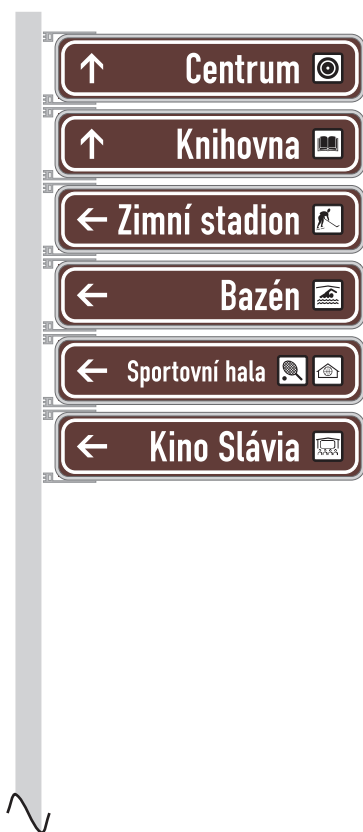 Centrum
Knihovna
Zimní stadion
Bazén
Sportovní hala
Kino Slávia